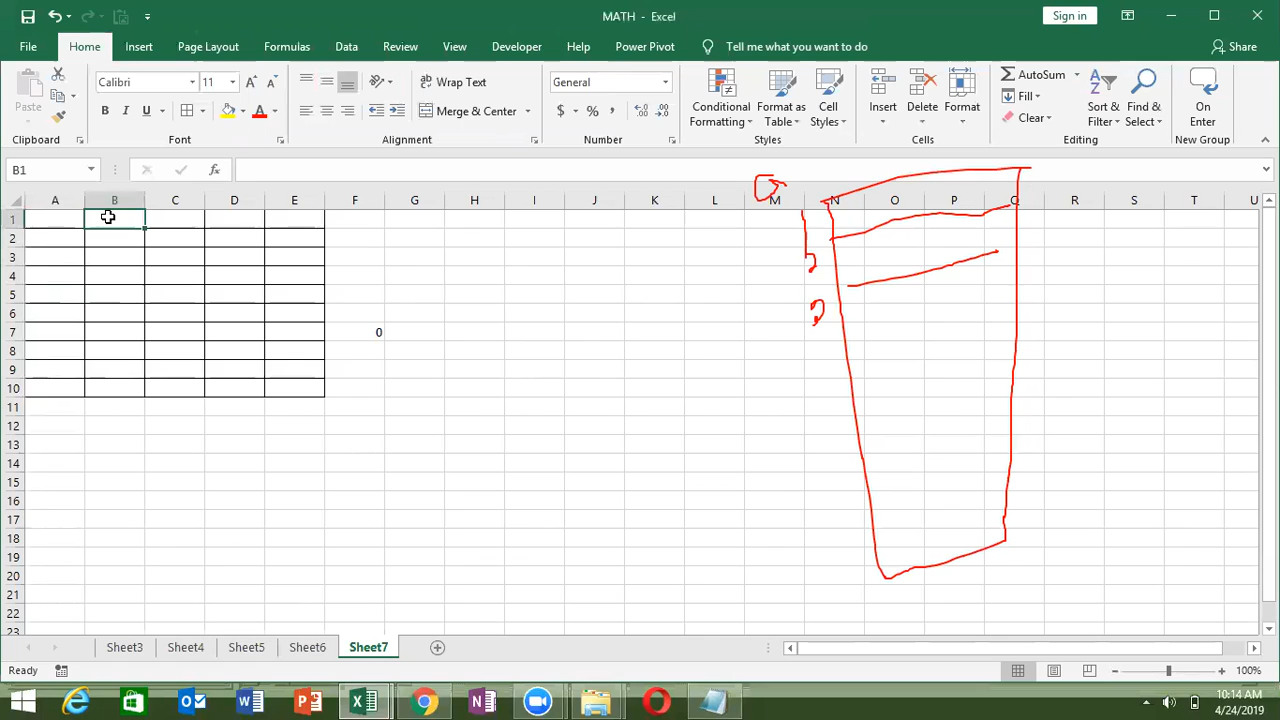 MATH - Excel
Sign in
File Home Insert Page Layout Formulas Data Review View Developer Help Power Pivot Tell me what you want to do Share
Paste
Calibri 11
B I U
Wrap Text
Merge & Center
General
$ % ,
Conditional Formatting
Format as Table
Cell Styles
Insert
Delete
Format
AutoSum
Fill
Clear
Sort & Filter
Find & Select
On Enter
Clipboard Font Alignment Number Styles Cells Editing New Group
B1 fx
A B C D E F G H I J K L M N O P Q R S T U
1
2
3
4
5
6
7 0
8
9
10
11
12
13
14
15
16
17
18
19
20
21
22
23
Sheet3 Sheet4 Sheet5 Sheet6 Sheet7
Ready 100%
10:14 AM
4/24/2019